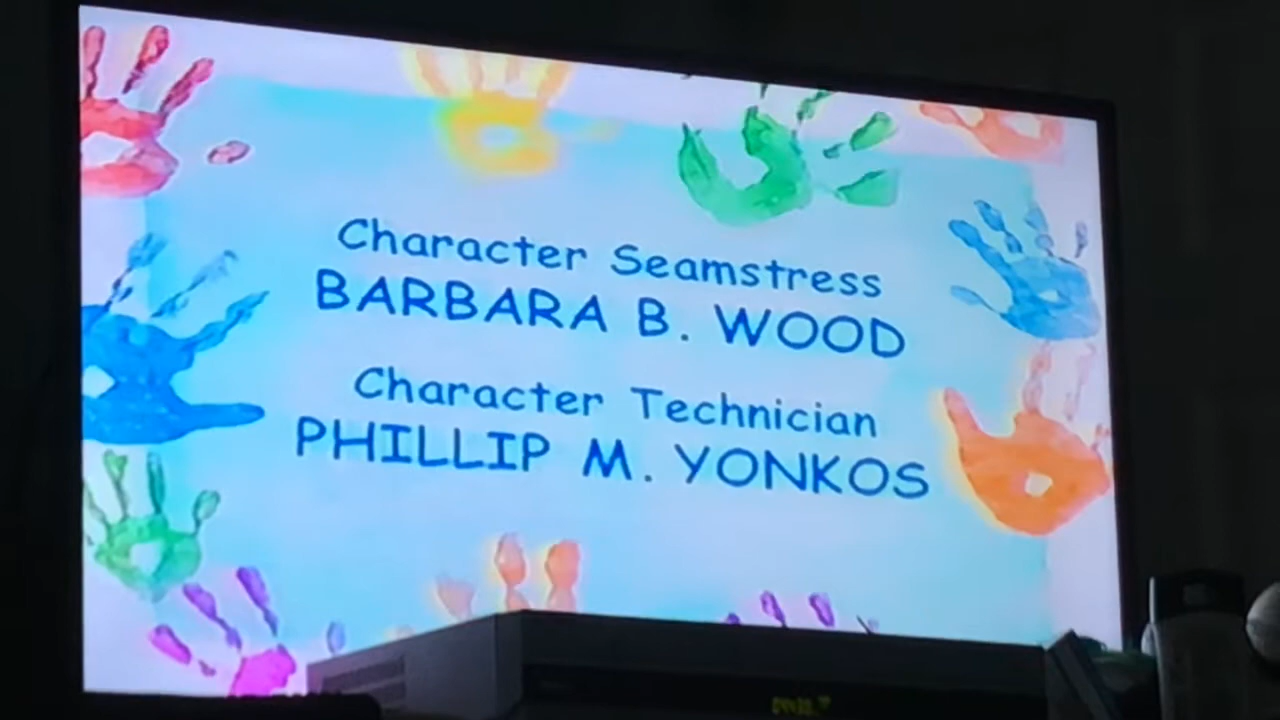 Character Seamstress
BARBARA B. WOOD
Character Technician
PHILLIP M. YONKOS